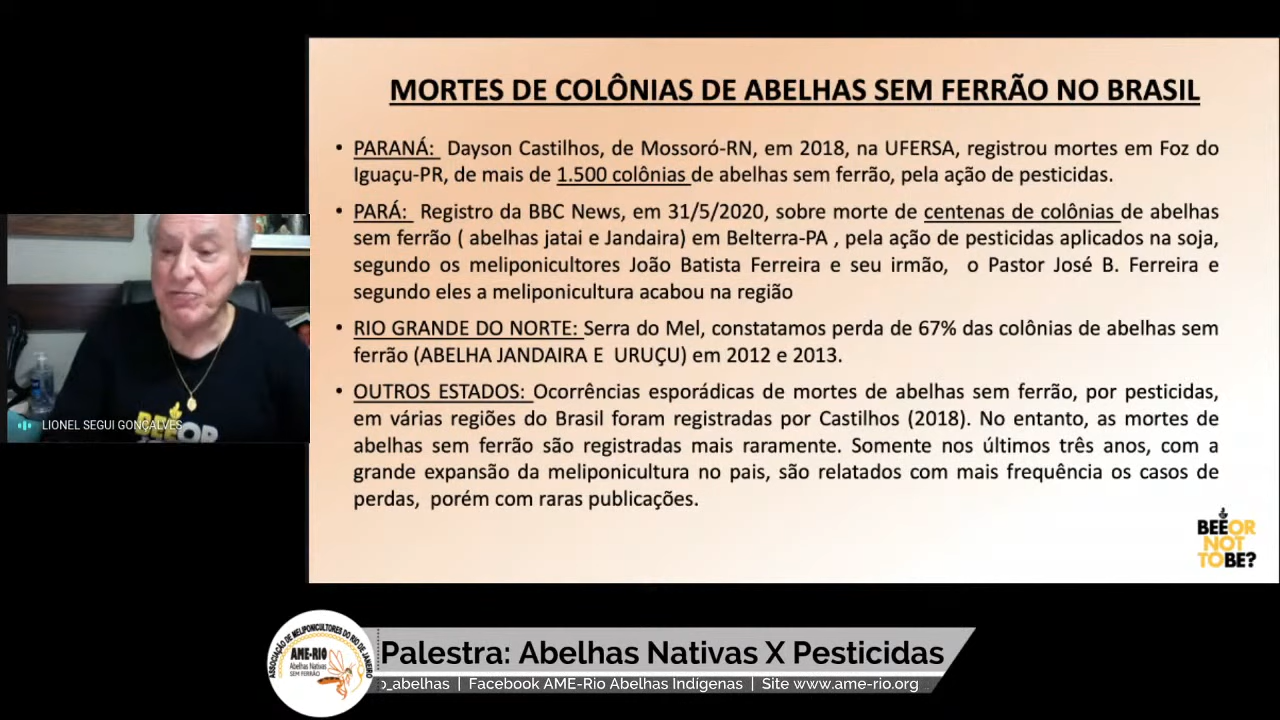 MORTES DE COLÔNIAS DE ABELHAS SEM FERRÃO NO BRASIL
• PARANÁ: Dayson Castilhos, de Mossoró-RN, em 2018, na UFERSA, registrou mortes em Foz do
Iguaçu-PR, de mais de 1.500 colônias de abelhas sem ferrão, pela ação de pesticidas.
• PARÁ: Registro da BBC News, em 31/5/2020, sobre morte de centenas de colônias de abelhas
sem ferrão ( abelhas jatai e Jandaira) em Belterra-PA , pela ação de pesticidas aplicados na soja,
segundo os meliponicultores João Batista Ferreira e seu irmão, o Pastor José B. Ferreira e
segundo eles a meliponicultura acabou na região
• RIO GRANDE DO NORTE: Serra do Mel, constatamos perda de 67% das colônias de abelhas sem
ferrão (ABELHA JANDAIRA E URUÇU) em 2012 e 2013.
• OUTROS ESTADOS: Ocorrências esporádicas de mortes de abelhas sem ferrão, por pesticidas,
em várias regiões do Brasil foram registradas por Castilhos (2018). No entanto, as mortes de
abelhas sem ferrão são registradas mais raramente. Somente nos últimos três anos, com a
grande expansão da meliponicultura no pais, são relatados com mais frequência os casos de
perdas, porém com raras publicações.
BEE OR
LIONEL SEGUI GONÇALVES
BEE OR
NOT
TO BE?
ASSOCIAÇÃO DE MELIPONICULTORES DO RIO DE JANEIRO
AME-RIO
Abelhas Nativas
SEM FERRÃO
Palestra: Abelhas Nativas X Pesticidas
o_abelhas | Facebook AME-Rio Abelhas Indígenas | Site www.ame-rio.org